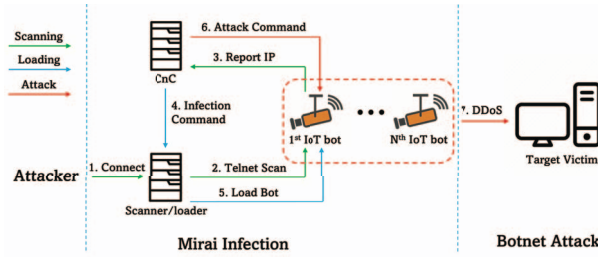 Scanning
Loading
Attack
6. Attack Command
3. Report IP
CnC
4. Infection
Command
1st IoT bot
Nth IoT bot
7. DDoS
Target Victim
Attacker
1. Connect
2. Telnet Scan
5. Load Bot
Scanner/loader
Mirai Infection
Botnet Attack